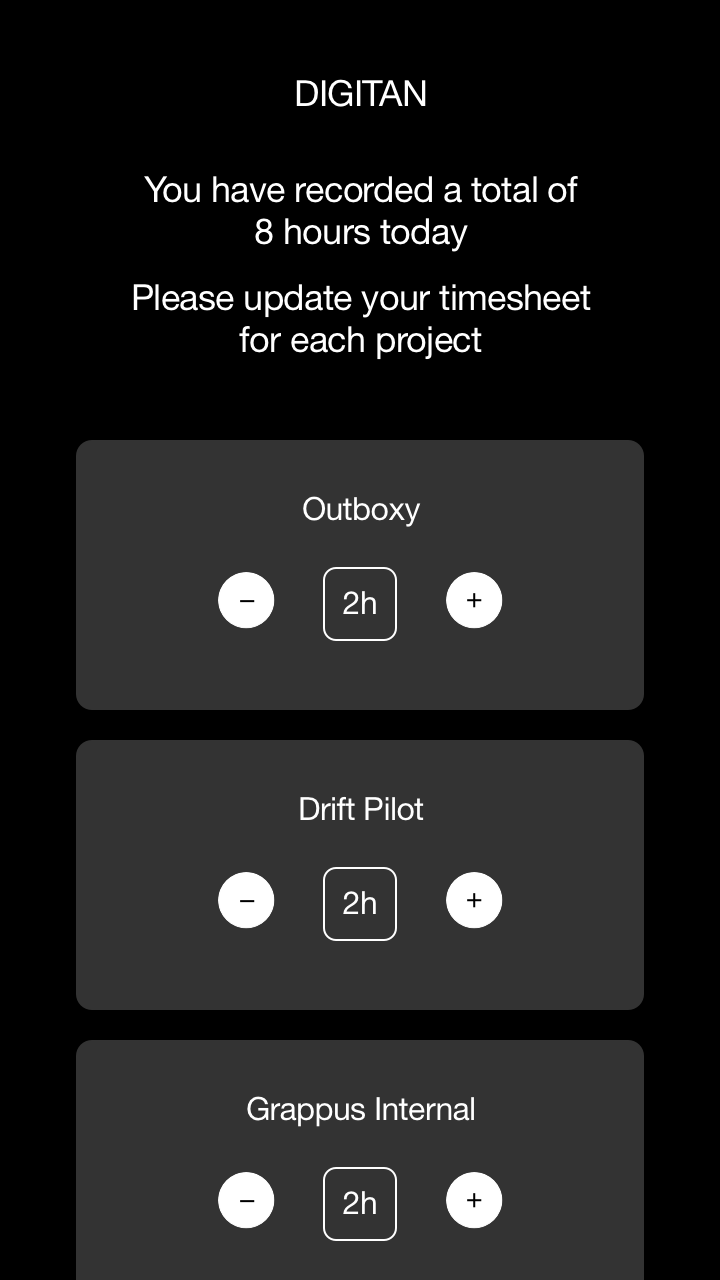 DIGITAN
You have recorded a total of
8 hours today
Please update your timesheet
for each project
Outboxy
− 2h +
Drift Pilot
− 2h +
Grappus Internal
− 2h +